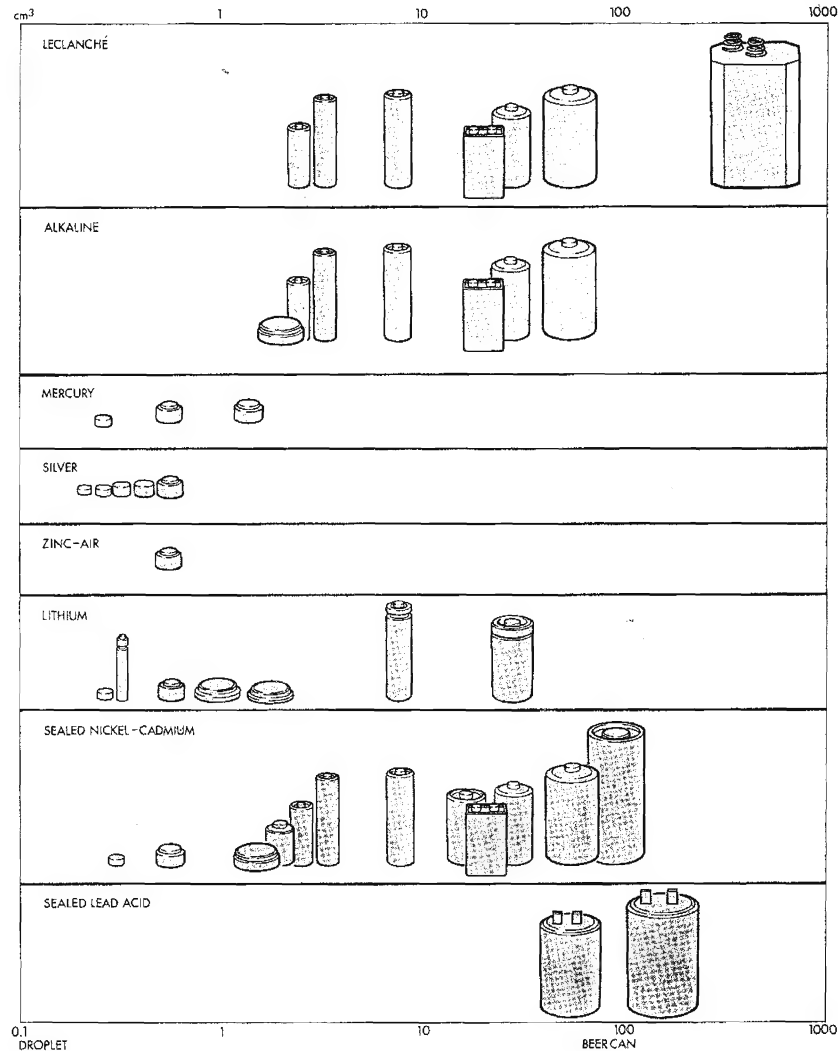 cm3 1 10 100 1000
LECLANCHÉ
ALKALINE
MERCURY
SILVER
ZINC-AIR
LITHIUM
SEALED NICKEL-CADMIUM
SEALED LEAD ACID
0.1 1 10 100 1000
DROPLET BEER CAN